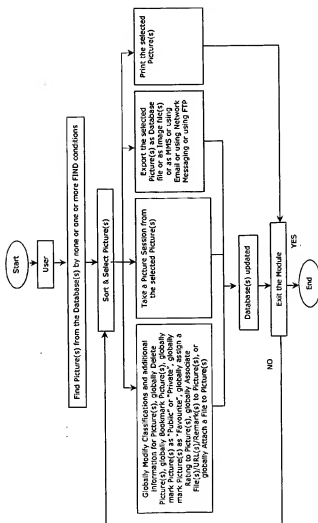 Start
User
Find Picture(s) from the Database(s) by none or one or more FIND conditions
Sort & Select Picture(s)
Globally Modify Classifications and additional
information for Picture(s), globally Delete
Picture(s), globally Bookmark Picture(s), globally
mark Picture(s) as "Public" or "Private", globally
mark Picture(s) as "Favourite", globally assign a
Rating to Picture(s), globally Associate
File(s)/URL(s)/Remark(s) to Picture(s), or
globally Attach a File to Picture(s)
Take a Picture Session from
the selected Picture(s)
Export the selected
Picture(s) as Database
file or as Image file(s)
or as MMS or using
Email or using Network
Messaging or using FTP
Print the selected
Picture(s)
Database(s) updated
Exit the Module
NO
YES
End